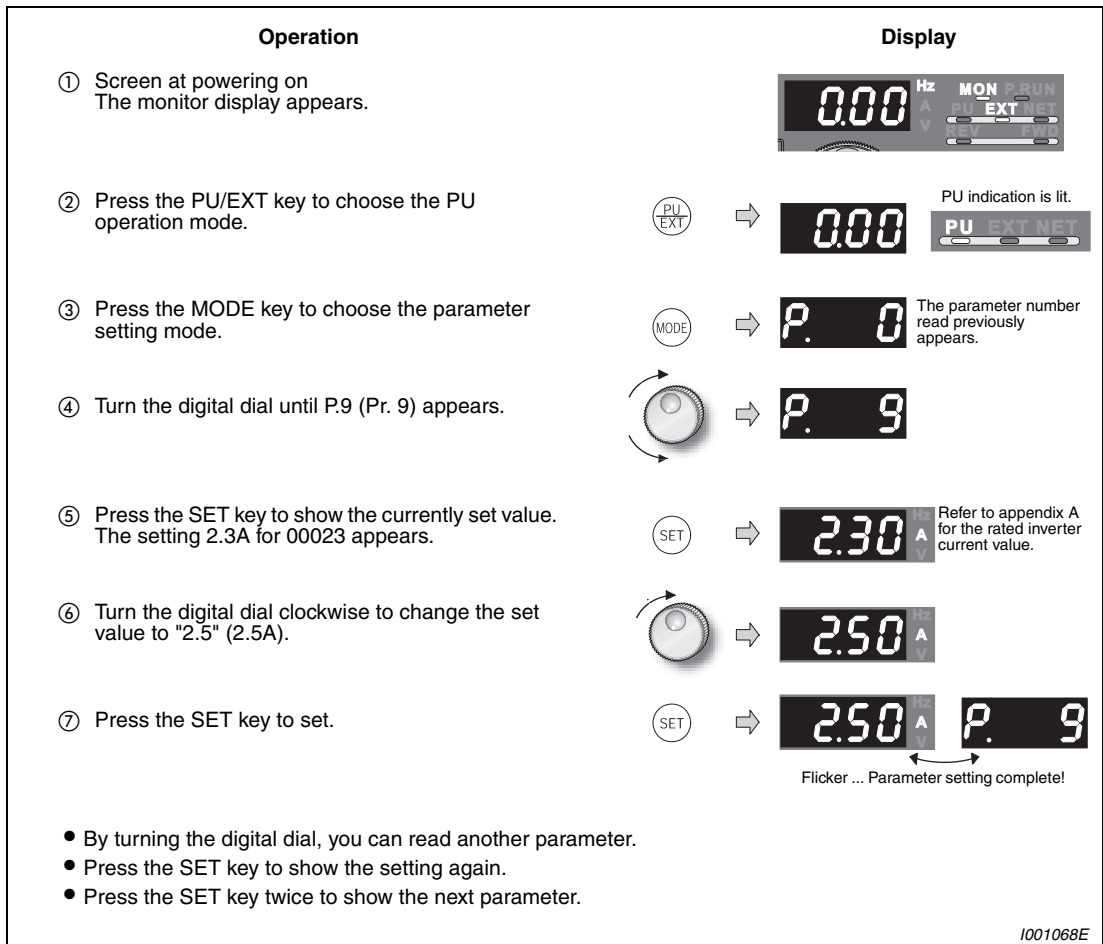 Operation
Display
① Screen at powering on
The monitor display appears.
0.00 Hz A V MON P.RUN
PU EXT NET
REV FWD
② Press the PU/EXT key to choose the PU
operation mode.
PU
EXT
0.00
PU indication is lit.
PU EXT NET
③ Press the MODE key to choose the parameter
setting mode.
MODE
P. 0
The parameter number
read previously
appears.
④ Turn the digital dial until P.9 (Pr. 9) appears.
P. 9
⑤ Press the SET key to show the currently set value.
The setting 2.3A for 00023 appears.
SET
2.30 Hz A V
Refer to appendix A
for the rated inverter
current value.
⑥ Turn the digital dial clockwise to change the set
value to "2.5" (2.5A).
2.50 Hz A V
⑦ Press the SET key to set.
SET
2.50 Hz A V
P. 9
Flicker ... Parameter setting complete!
• By turning the digital dial, you can read another parameter.
• Press the SET key to show the setting again.
• Press the SET key twice to show the next parameter.
I001068E